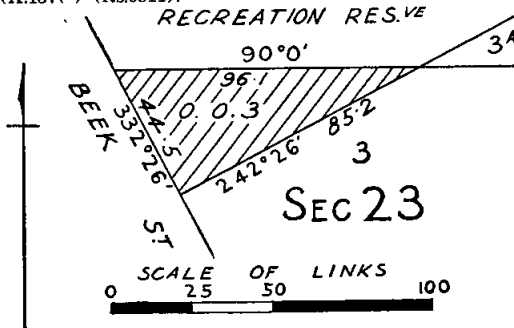 RECREATION RES.VE
90°0'
3A
96.1
0. 0. 3
BEEK ST
44.5
332°26'
242°26'
85.2
3
SEC 23
SCALE OF LINKS
0 25 50 100